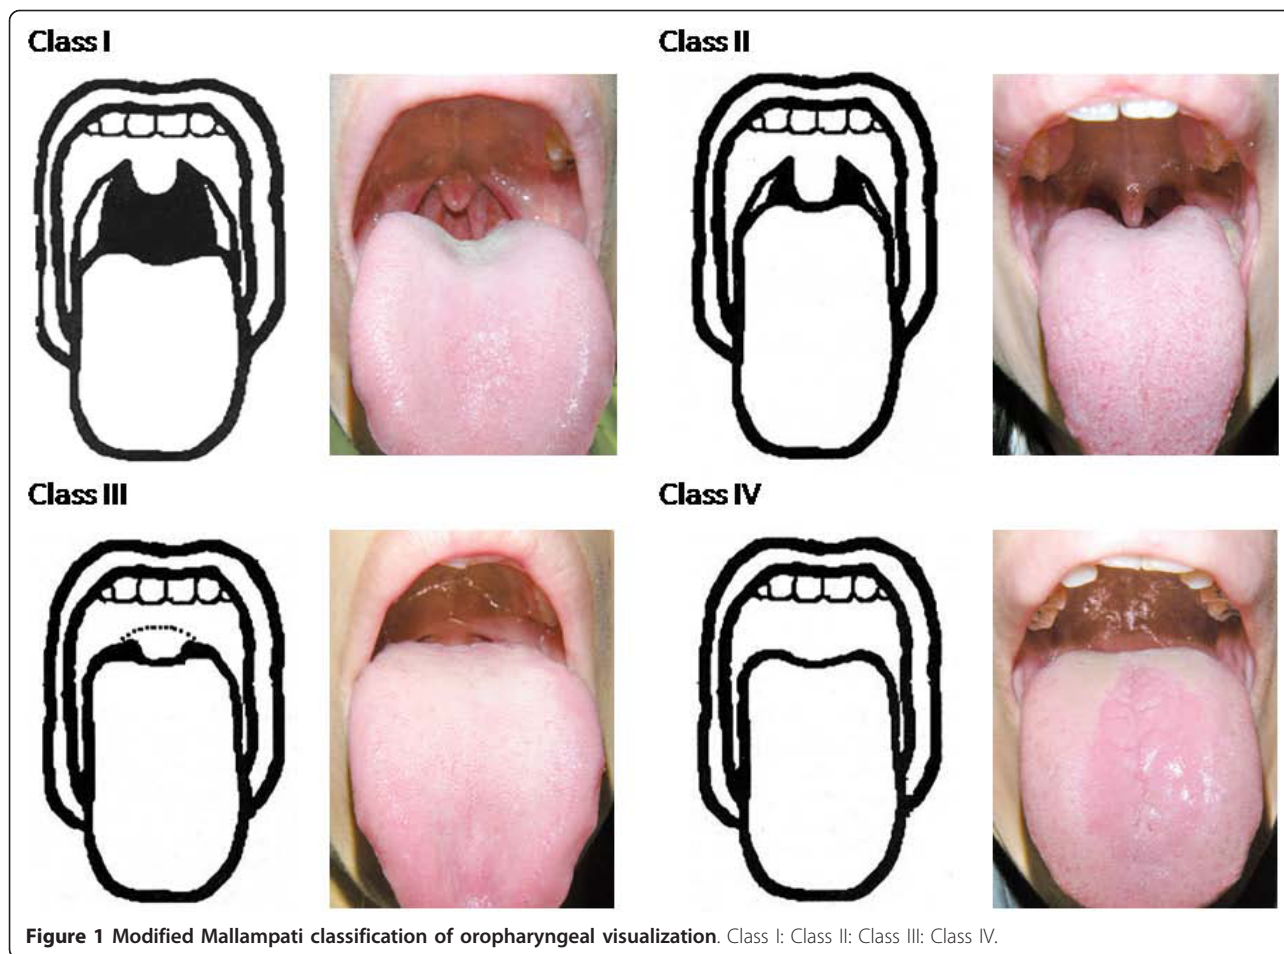 Class I
Class II
Class III
Class IV
Figure 1 Modified Mallampati classification of oropharyngeal visualization. Class I: Class II: Class III: Class IV.